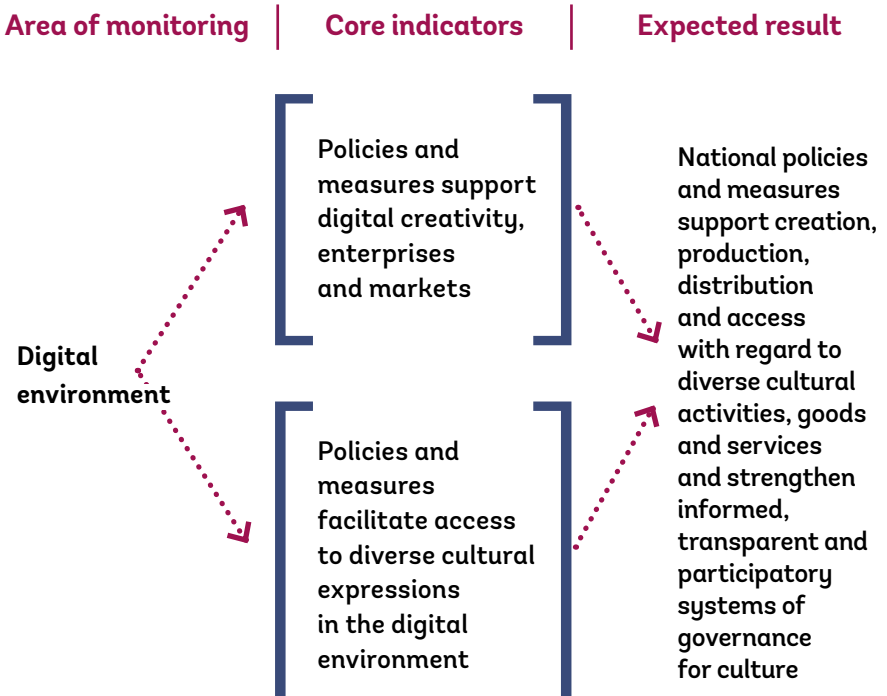 Area of monitoring
Core indicators
Expected result
Digital
environment
Policies and
measures support
digital creativity,
enterprises
and markets
Policies and
measures
facilitate access
to diverse cultural
expressions
in the digital
environment
National policies
and measures
support creation,
production,
distribution
and access
with regard to
diverse cultural
activities, goods
and services
and strengthen
informed,
transparent and
participatory
systems of
governance
for culture